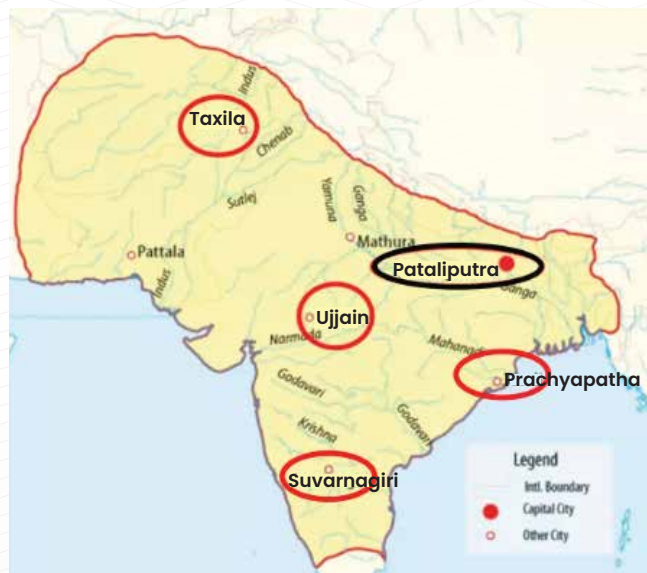 Indus
Taxila
Chenab
Sutlej
Yamuna
Ganga
Mathura
Pattala
Indus
Pataliputra
Ganga
Ujjain
Narmada
Mahanadi
Prachyapatha
Godavari
Godavari
Krishna
Suvarnagiri
Legend
Intl. Boundary
Capital City
Other City